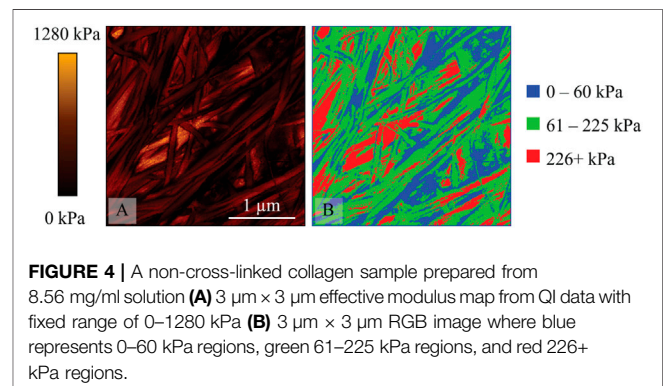 1280 kPa
0 kPa
A
1 µm
B
0 – 60 kPa
61 – 225 kPa
226+ kPa
FIGURE 4 | A non-cross-linked collagen sample prepared from
8.56 mg/ml solution (A) 3 µm × 3 µm effective modulus map from QI data with
fixed range of 0–1280 kPa (B) 3 µm × 3 µm RGB image where blue
represents 0–60 kPa regions, green 61–225 kPa regions, and red 226+
kPa regions.